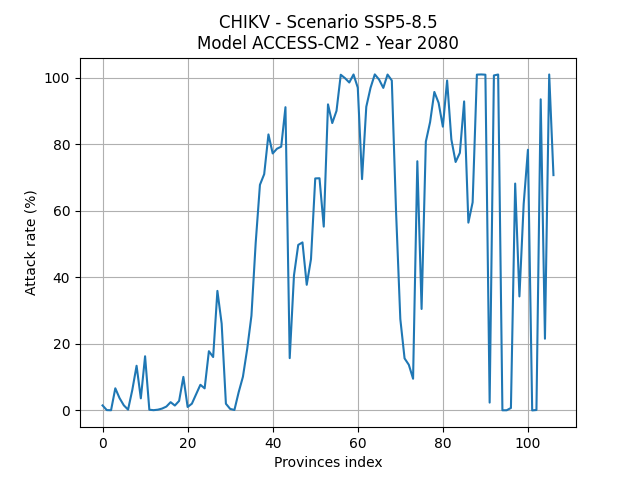 CHIKV - Scenario SSP5-8.5
Model ACCESS-CM2 - Year 2080
Attack rate (%)
100
80
60
40
20
0
0 20 40 60 80 100
Provinces index